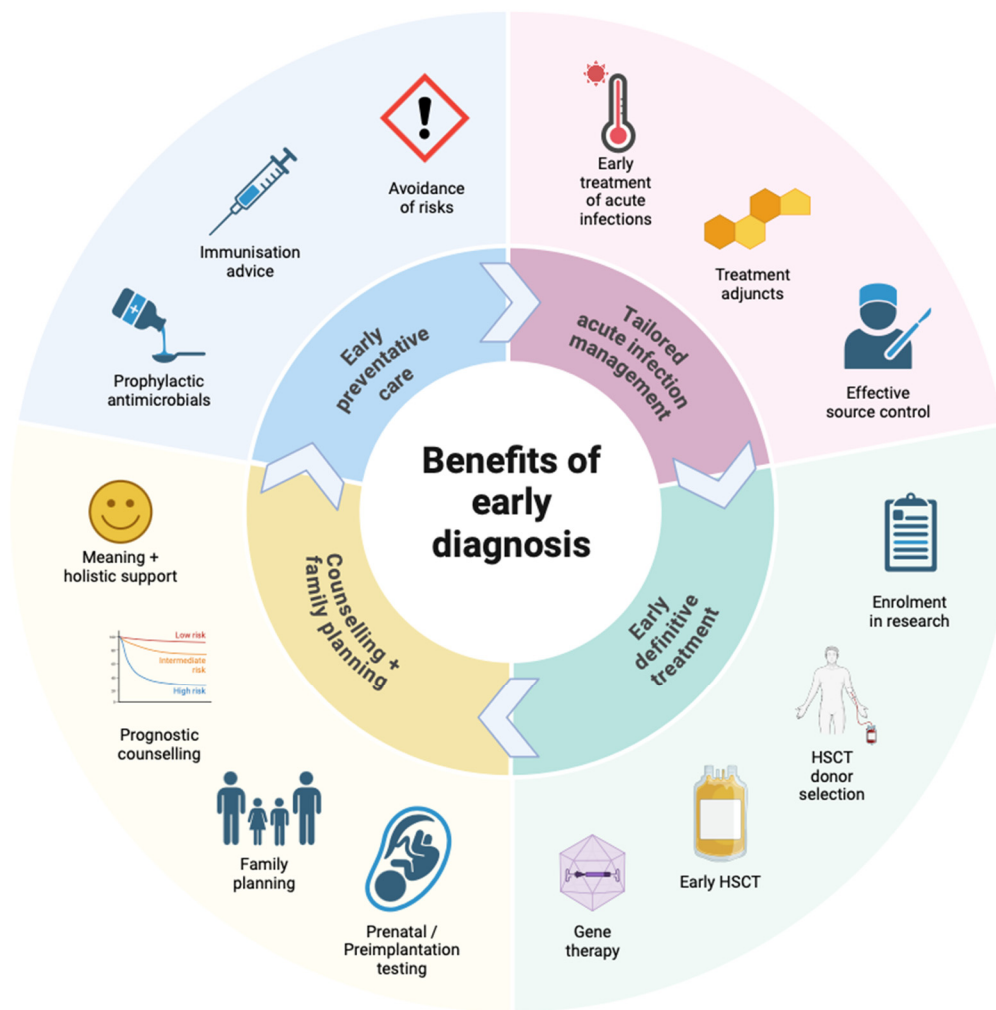 Benefits of
early
diagnosis
Early
preventative
care
Prophylactic
antimicrobials
Immunisation
advice
Avoidance
of risks
Tailored
acute infection
management
Early
treatment
of acute
infections
Treatment
adjuncts
Effective
source control
Early
definitive
treatment
Enrolment
in research
HSCT
donor
selection
Early HSCT
Gene
therapy
Counselling +
family planning
Prenatal /
Preimplantation
testing
Family
planning
Prognostic
counselling
Low risk
Intermediate
risk
High risk
Meaning +
holistic support